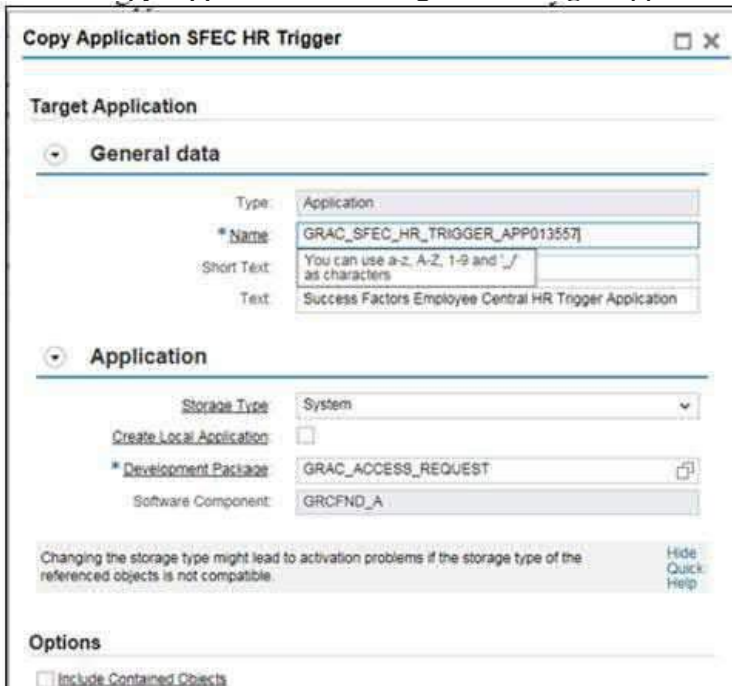 Copy Application SFEC HR Trigger
Target Application
General data
Type:
Application
* Name:
GRAC_SFEC_HR_TRIGGER_APP013557
Short Text:
You can use a-z, A-Z, 1-9 and '_/'
as characters
Text:
Success Factors Employee Central HR Trigger Application
Application
Storage Type:
System
Create Local Application:
* Development Package:
GRAC_ACCESS_REQUEST
Software Component:
GRCFND_A
Changing the storage type might lead to activation problems if the storage type of the
referenced objects is not compatible.
Hide
Quick
Help
Options
Include Contained Objects